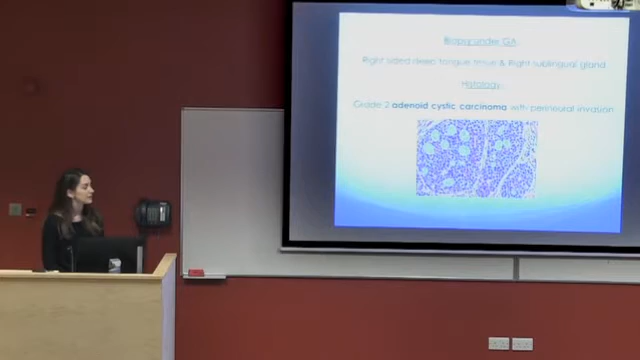 Biopsy under GA
Right sided deep tongue tissue & Right sublingual gland
Histology
Grade 2 adenoid cystic carcinoma with perineural invasion